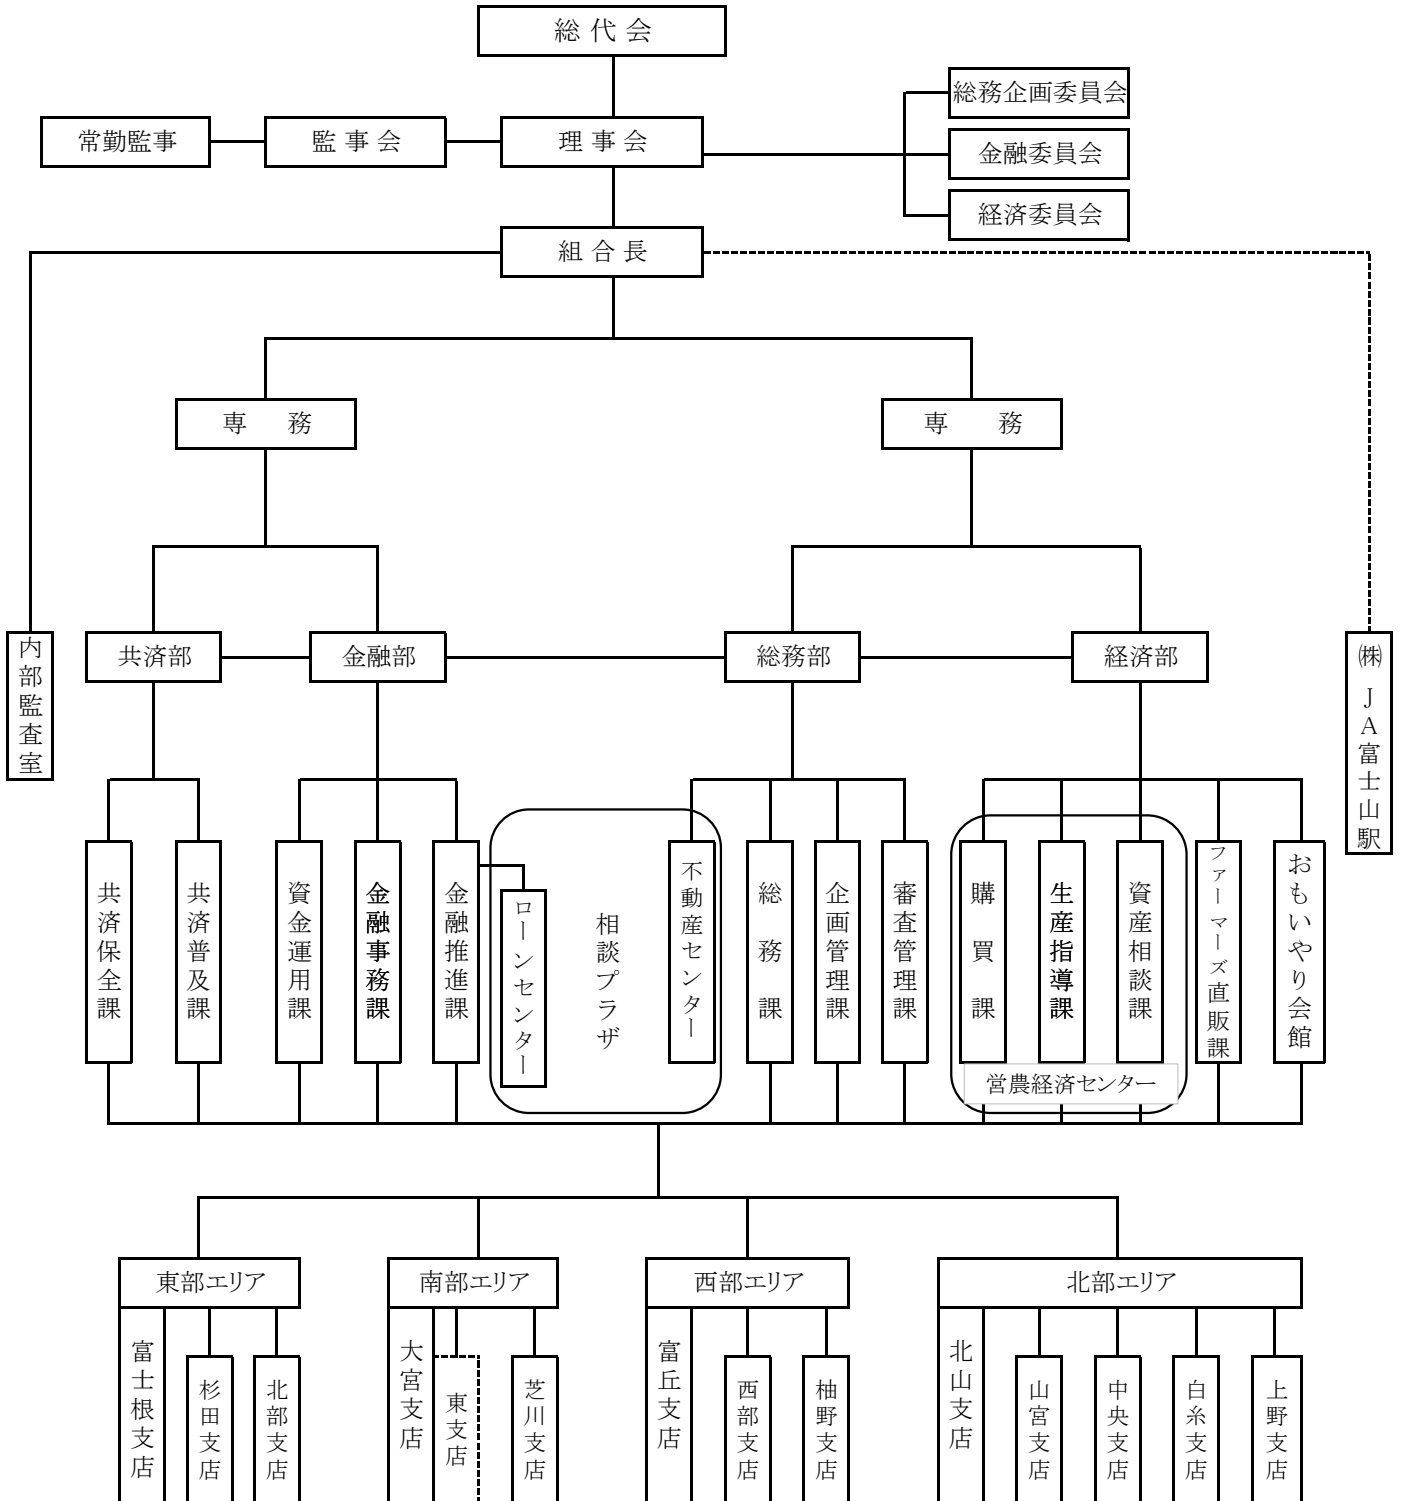 総代会
総務企画委員会
常勤監事
監事会
理事会
金融委員会
経済委員会
組合長
専　務
専　務
内部監査室
共済部
金融部
総務部
経済部
㈱ＪＡ富士山駅
共済保全課
共済普及課
資金運用課
金融事務課
金融推進課
ローンセンター
相談プラザ
不動産センター
総務課
企画管理課
審査管理課
購買課
生産指導課
資産相談課
ファーマーズ直販課
おもいやり会館
営農経済センター
東部エリア
南部エリア
西部エリア
北部エリア
富士根支店
杉田支店
北部支店
大宮支店
東支店
芝川支店
富丘支店
西部支店
柚野支店
北山支店
山宮支店
中央支店
白糸支店
上野支店